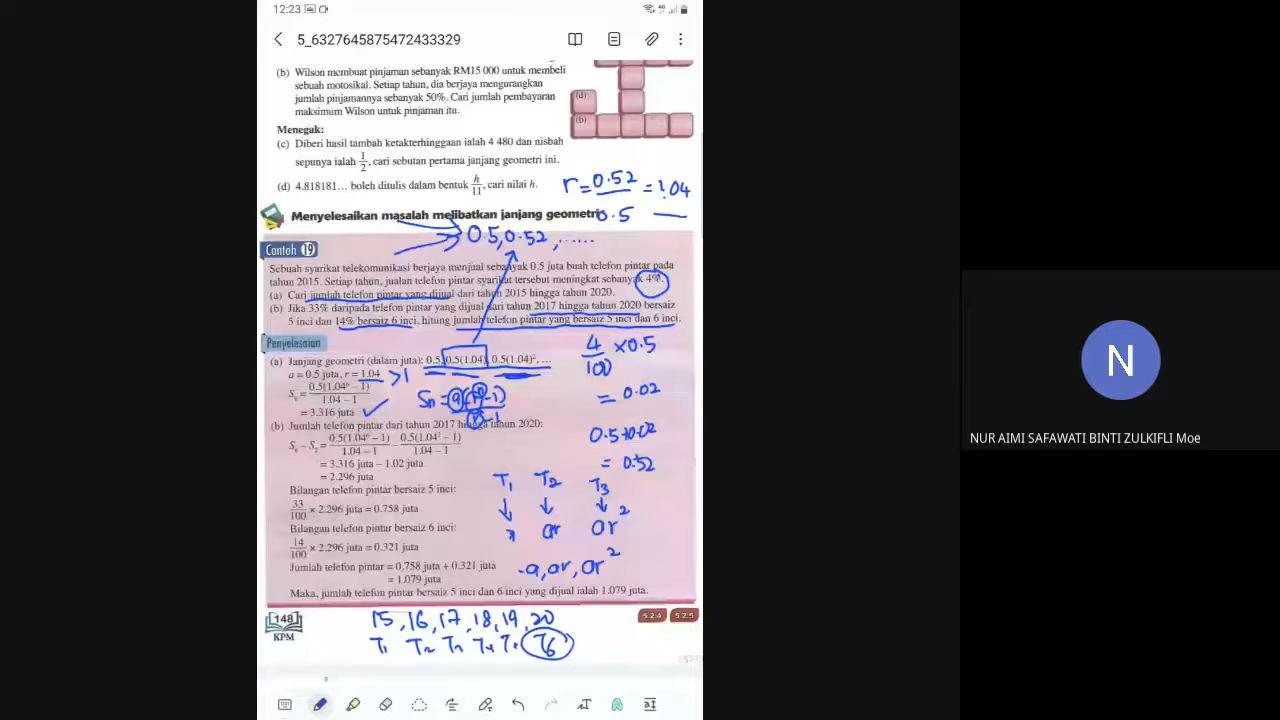 12:23
5_6327645875472433329
(b) Wilson membuat pinjaman sebanyak RM15 000 untuk membeli
sebuah motosikal. Setiap tahun, dia berjaya mengurangkan
jumlah pinjamannya sebanyak 50%. Cari jumlah pembayaran
maksimum Wilson untuk pinjaman itu.
(d)
(b)
Menegak:
(c) Diberi hasil tambah ketakterhinggaan ialah 4 480 dan nisbah
sepunya ialah 1/2, cari sebutan pertama janjang geometri ini.
(d) 4.818181... boleh ditulis dalam bentuk h/11, cari nilai h.
r = 0.52/0.5 = 1.04
Menyelesaikan masalah melibatkan janjang geometri
0.5, 0.52, ......
Contoh 19
Sebuah syarikat telekomunikasi berjaya menjual sebanyak 0.5 juta buah telefon pintar pada
tahun 2015. Setiap tahun, jualan telefon pintar syarikat tersebut meningkat sebanyak 4%.
(a) Cari jumlah telefon pintar yang dijual dari tahun 2015 hingga tahun 2020.
(b) Jika 33% daripada telefon pintar yang dijual dari tahun 2017 hingga tahun 2020 bersaiz
5 inci dan 14% bersaiz 6 inci, hitung jumlah telefon pintar yang bersaiz 5 inci dan 6 inci.
Penyelesaian
(a) Janjang geometri (dalam juta): 0.5, 0.5(1.04), 0.5(1.04)², ...
a = 0.5 juta, r = 1.04 >1
S₆ = 0.5(1.04⁶ – 1)/1.04 – 1
= 3.316 juta
Sn = a(rⁿ-1)/r-1
4/100 × 0.5
= 0.02
0.5+0.02
= 0.52
(b) Jumlah telefon pintar dari tahun 2017 hingga tahun 2020:
S₆ – S₂ = 0.5(1.04⁶ – 1)/1.04 – 1 – 0.5(1.04² – 1)/1.04 – 1
= 3.316 juta – 1.02 juta
= 2.296 juta
T₁ T₂ T₃
ar ar²
a, ar, ar²
Bilangan telefon pintar bersaiz 5 inci:
33/100 × 2.296 juta = 0.758 juta
Bilangan telefon pintar bersaiz 6 inci:
14/100 × 2.296 juta = 0.321 juta
Jumlah telefon pintar = 0.758 juta + 0.321 juta
= 1.079 juta
Maka, jumlah telefon pintar bersaiz 5 inci dan 6 inci yang dijual ialah 1.079 juta.
148
KPM
15, 16, 17, 18, 19, 20
T₁ T₂ T₃ T₄ T₅ T₆
5.2.4 5.2.5
N
NUR AIMI SAFAWATI BINTI ZULKIFLI Moe